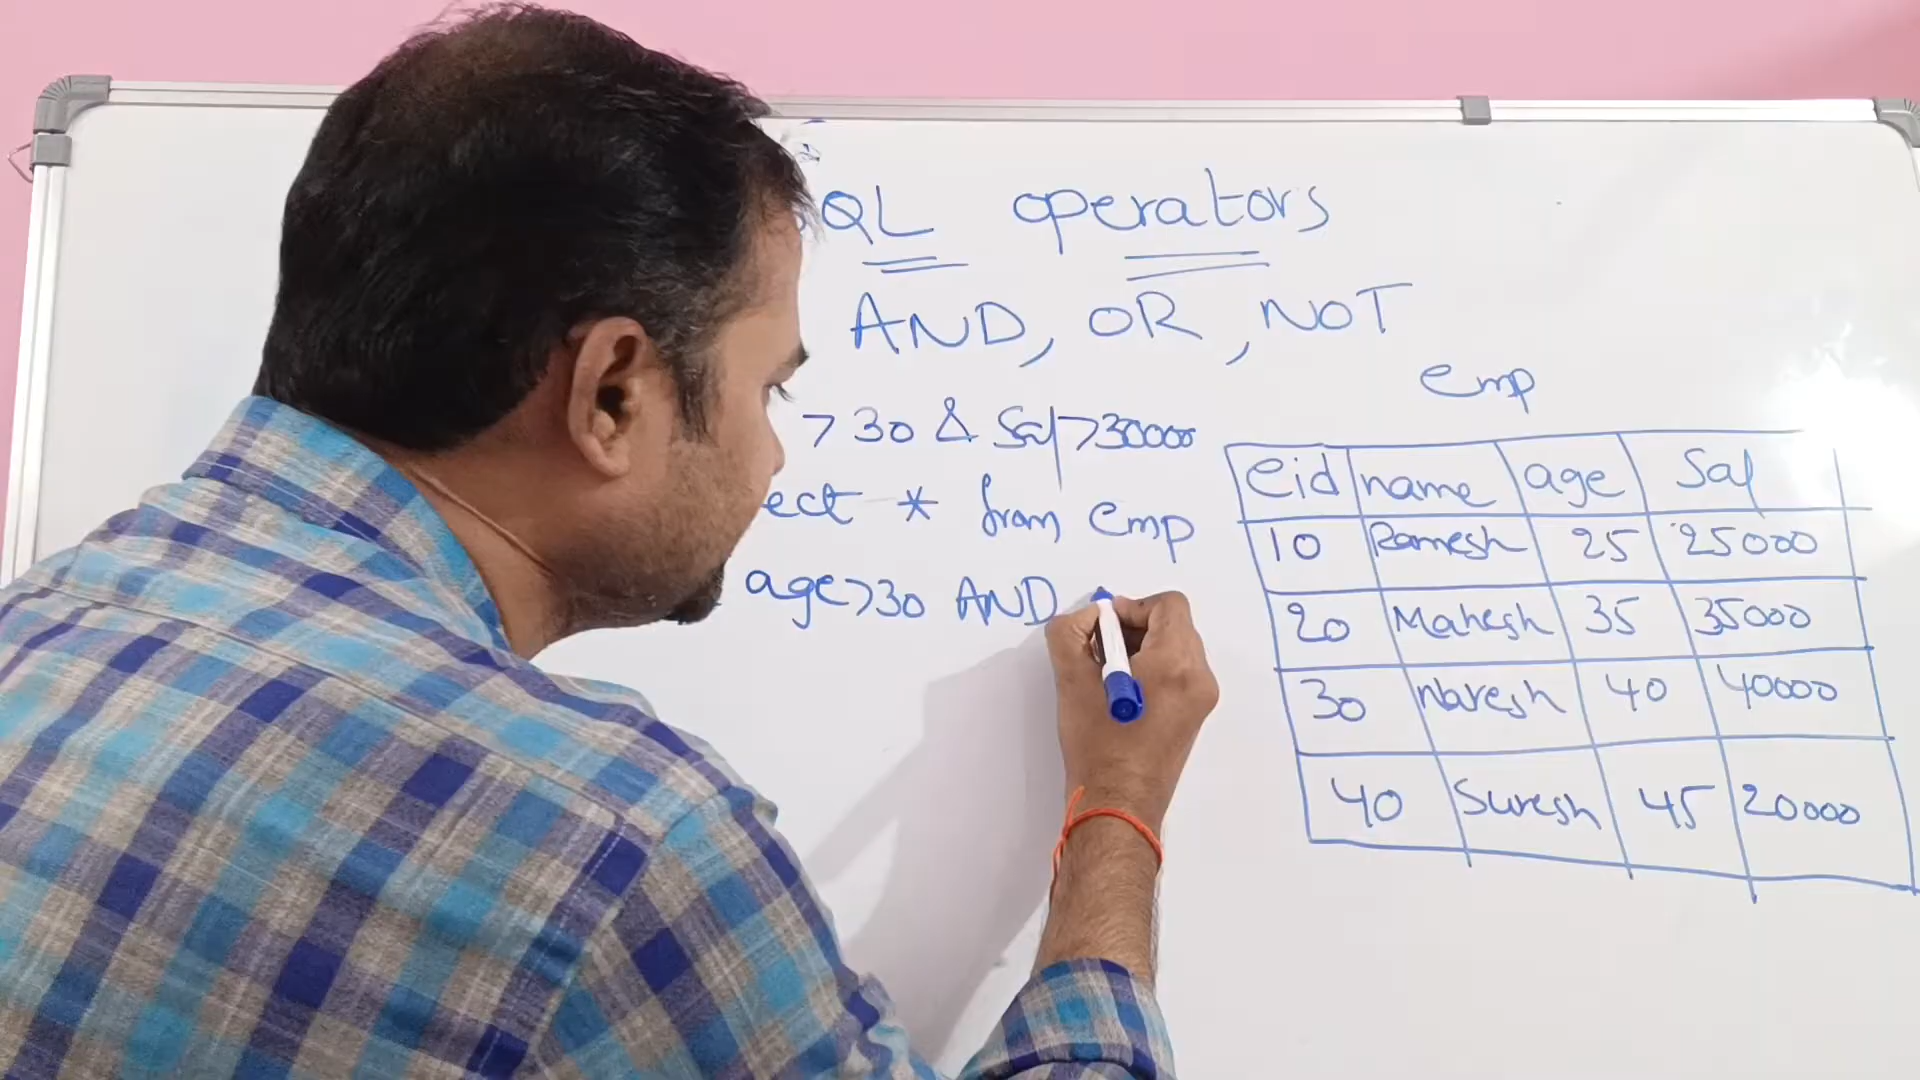 SQL operators
AND, OR, NOT
>30 & Sal>30000
ect * from emp
age>30 AND
emp
eid name age Sal
10 Ramesh 25 25000
20 Mahesh 35 35000
30 Naresh 40 40000
40 Suresh 45 20000